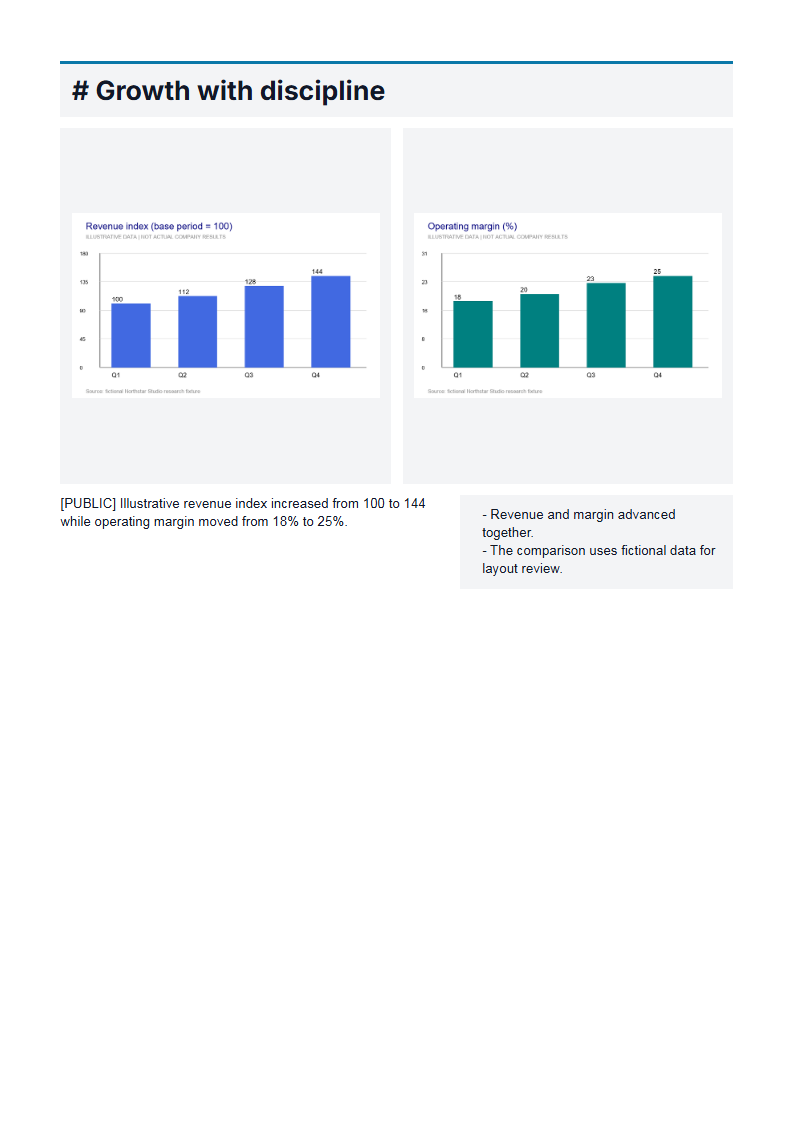 # Growth with discipline
Revenue index (base period = 100)
ILLUSTRATIVE DATA | NOT ACTUAL COMPANY RESULTS
180
135
90
45
0
100
112
128
144
Q1
Q2
Q3
Q4
Source: fictional Northstar Studio research fixture
Operating margin (%)
ILLUSTRATIVE DATA | NOT ACTUAL COMPANY RESULTS
31
23
16
8
0
18
20
23
25
Q1
Q2
Q3
Q4
Source: fictional Northstar Studio research fixture
[PUBLIC] Illustrative revenue index increased from 100 to 144
while operating margin moved from 18% to 25%.
- Revenue and margin advanced
together.
- The comparison uses fictional data for
layout review.